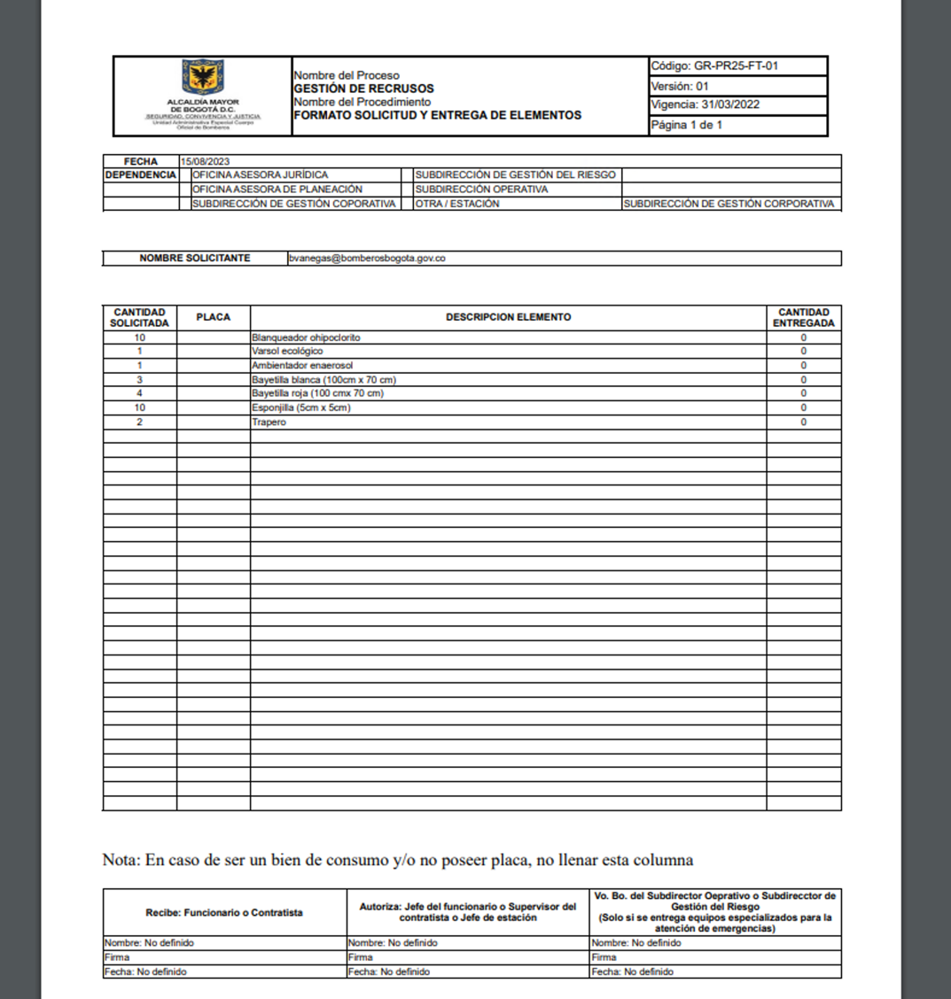 ALCALDÍA MAYOR
DE BOGOTÁ D.C.
SEGURIDAD, CONVIVENCIA Y JUSTICIA
Unidad Administrativa Especial Cuerpo
Oficial de Bomberos
Nombre del Proceso
GESTIÓN DE RECRUSOS
Nombre del Procedimiento
FORMATO SOLICITUD Y ENTREGA DE ELEMENTOS
Código: GR-PR25-FT-01
Versión: 01
Vigencia: 31/03/2022
Página 1 de 1
FECHA 15/08/2023
DEPENDENCIA OFICINA ASESORA JURÍDICA SUBDIRECCIÓN DE GESTIÓN DEL RIESGO
OFICINA ASESORA DE PLANEACIÓN SUBDIRECCIÓN OPERATIVA
SUBDIRECCIÓN DE GESTIÓN COPORATIVA OTRA / ESTACIÓN SUBDIRECCIÓN DE GESTIÓN CORPORATIVA
NOMBRE SOLICITANTE bvanegas@bomberosbogota.gov.co
CANTIDAD SOLICITADA PLACA DESCRIPCION ELEMENTO CANTIDAD ENTREGADA
10 Blanqueador ohipoclorito 0
1 Varsol ecológico 0
1 Ambientador enaerosol 0
3 Bayetilla blanca (100cm x 70 cm) 0
4 Bayetilla roja (100 cmx 70 cm) 0
10 Esponjilla (5cm x 5cm) 0
2 Trapero 0
Nota: En caso de ser un bien de consumo y/o no poseer placa, no llenar esta columna
Recibe: Funcionario o Contratista
Autoriza: Jefe del funcionario o Supervisor del
contratista o Jefe de estación
Vo. Bo. del Subdirector Oeprativo o Subdirecctor de
Gestión del Riesgo
(Solo si se entrega equipos especializados para la
atención de emergencias)
Nombre: No definido Nombre: No definido Nombre: No definido
Firma Firma Firma
Fecha: No definido Fecha: No definido Fecha: No definido